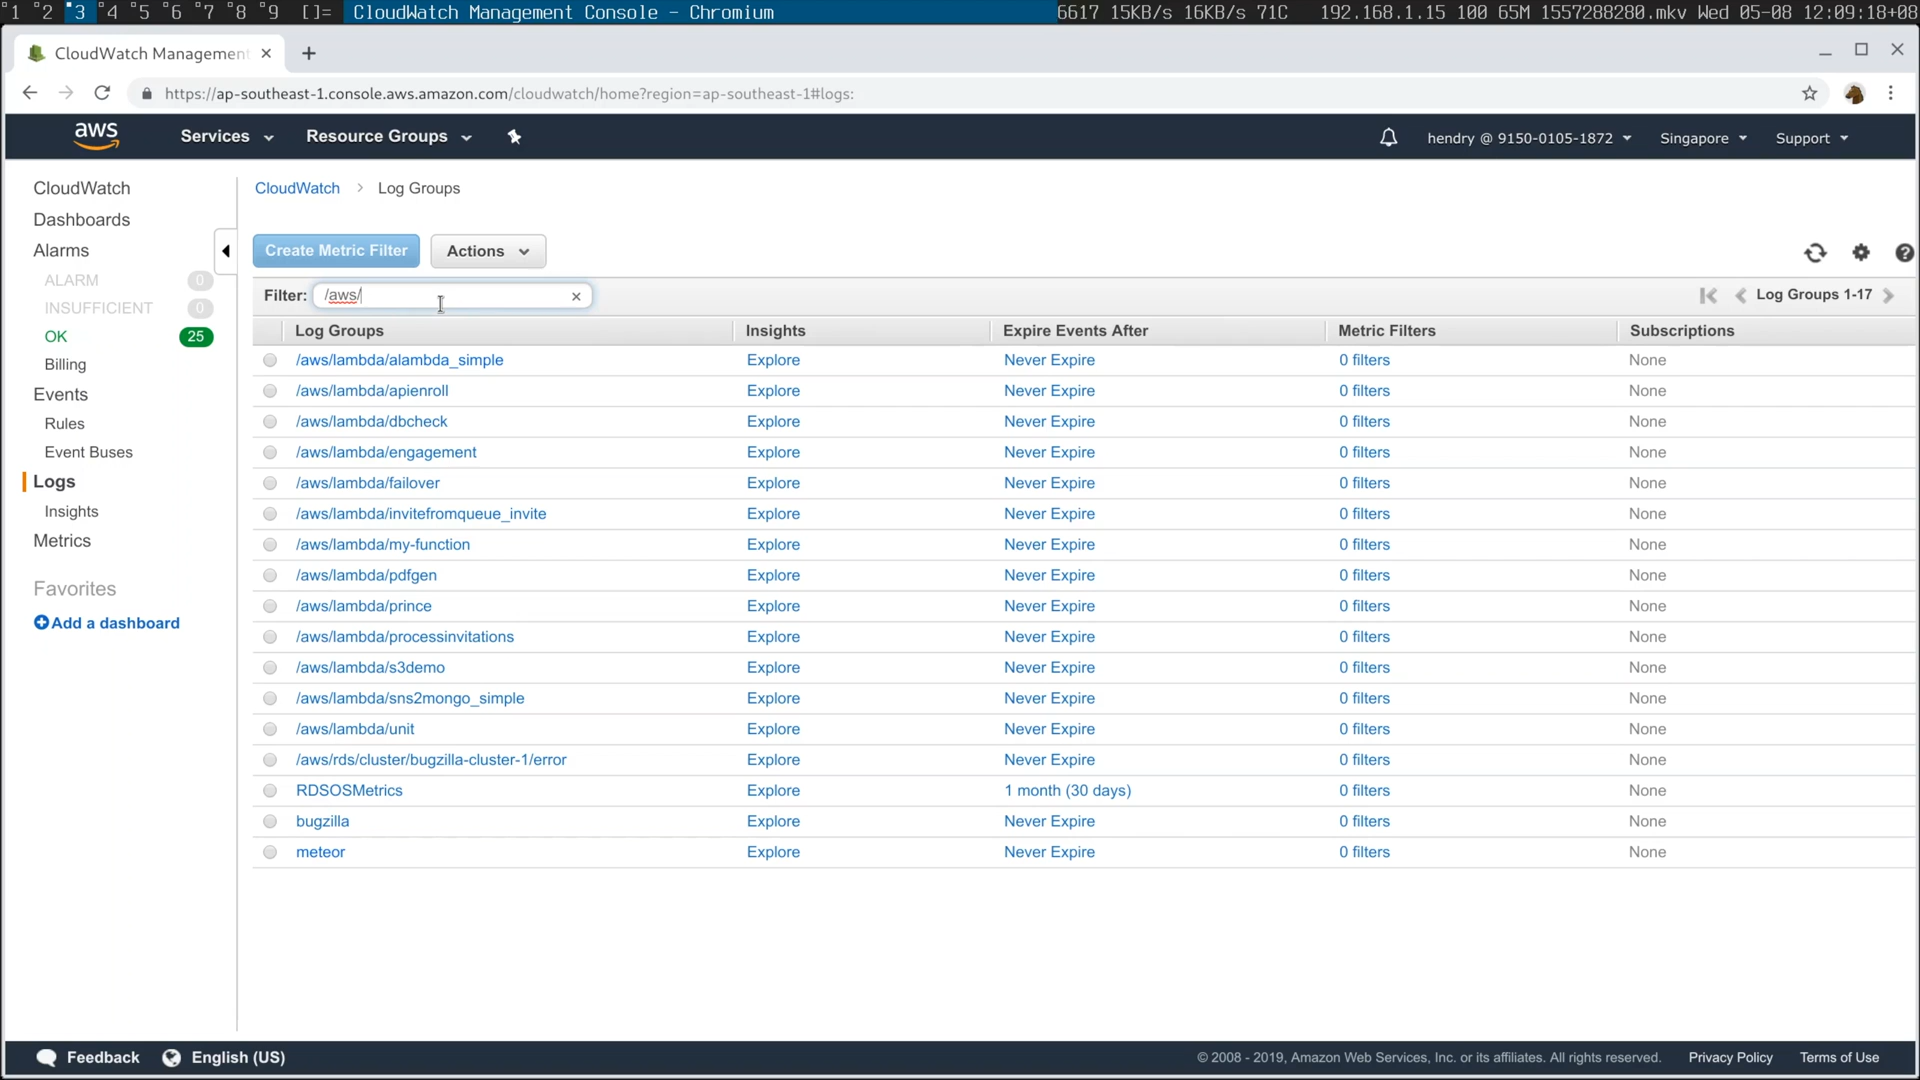 1 2 3 4 5 6 7 8 9 []= CloudWatch Management Console - Chromium 6617 15KB/s 16KB/s 71C 192.168.1.15 100 65M 1557288280.mkv Wed 05-08 12:09:18+08
CloudWatch Management
https://ap-southeast-1.console.aws.amazon.com/cloudwatch/home?region=ap-southeast-1#logs:
aws Services Resource Groups hendry @ 9150-0105-1872 Singapore Support
CloudWatch
Dashboards
Alarms
ALARM 0
INSUFFICIENT 0
OK 25
Billing
Events
Rules
Event Buses
Logs
Insights
Metrics
Favorites
Add a dashboard
CloudWatch > Log Groups
Create Metric Filter Actions
Filter: /aws/ Log Groups 1-17
Log Groups Insights Expire Events After Metric Filters Subscriptions
/aws/lambda/alambda_simple Explore Never Expire 0 filters None
/aws/lambda/apienroll Explore Never Expire 0 filters None
/aws/lambda/dbcheck Explore Never Expire 0 filters None
/aws/lambda/engagement Explore Never Expire 0 filters None
/aws/lambda/failover Explore Never Expire 0 filters None
/aws/lambda/invitefromqueue_invite Explore Never Expire 0 filters None
/aws/lambda/my-function Explore Never Expire 0 filters None
/aws/lambda/pdfgen Explore Never Expire 0 filters None
/aws/lambda/prince Explore Never Expire 0 filters None
/aws/lambda/processinvitations Explore Never Expire 0 filters None
/aws/lambda/s3demo Explore Never Expire 0 filters None
/aws/lambda/sns2mongo_simple Explore Never Expire 0 filters None
/aws/lambda/unit Explore Never Expire 0 filters None
/aws/rds/cluster/bugzilla-cluster-1/error Explore Never Expire 0 filters None
RDSOSMetrics Explore 1 month (30 days) 0 filters None
bugzilla Explore Never Expire 0 filters None
meteor Explore Never Expire 0 filters None
Feedback English (US) © 2008 - 2019, Amazon Web Services, Inc. or its affiliates. All rights reserved. Privacy Policy Terms of Use